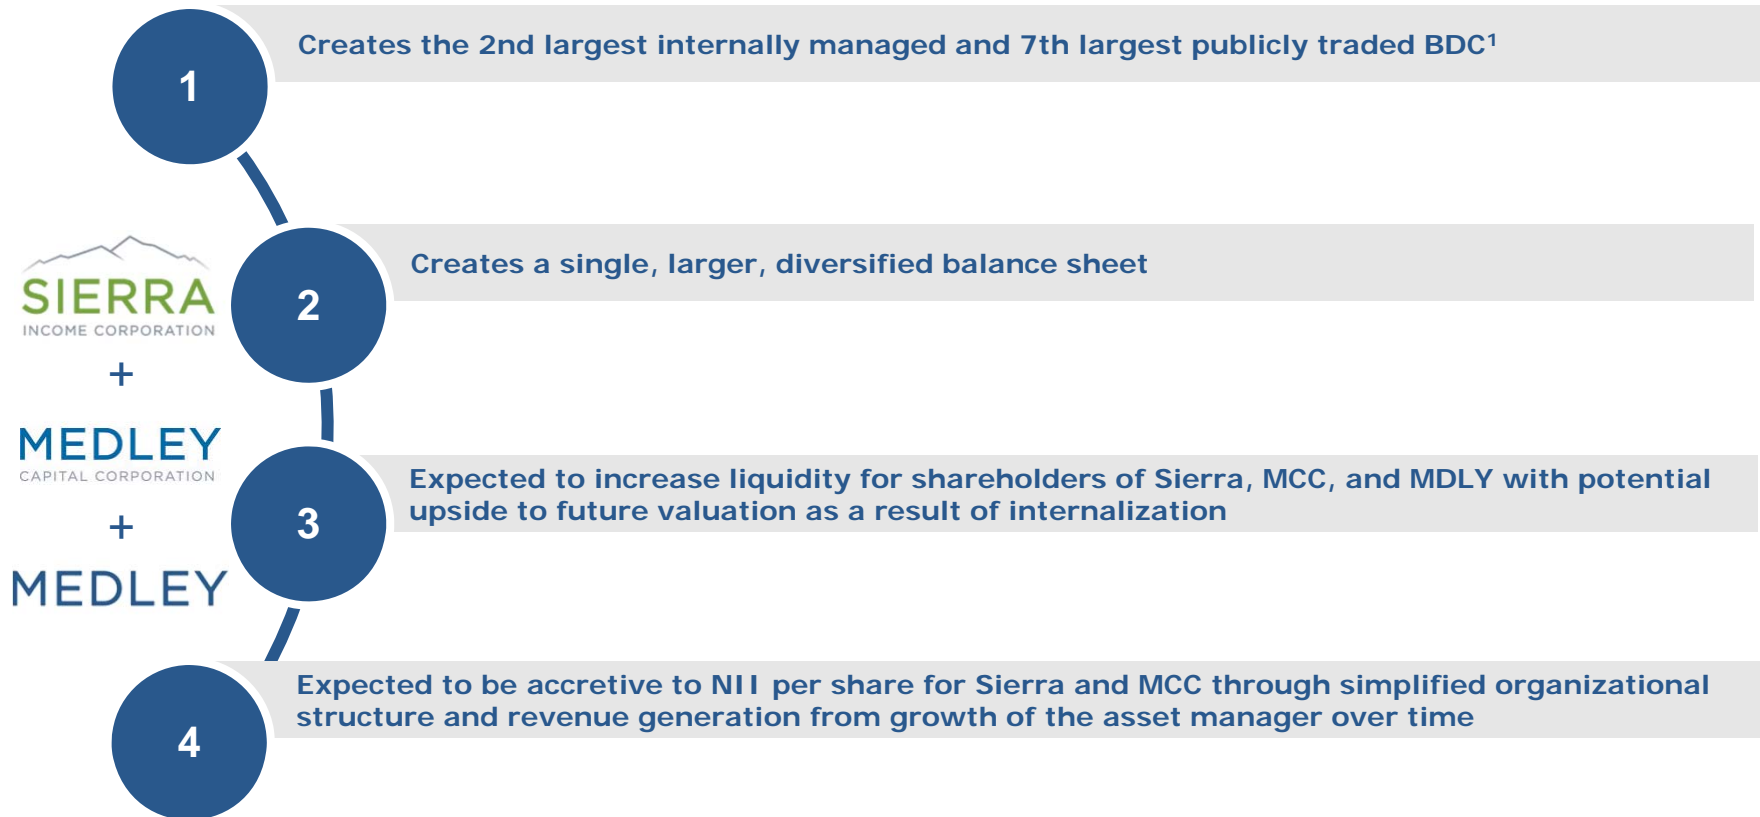 1
Creates the 2nd largest internally managed and 7th largest publicly traded BDC¹
SIERRA
INCOME CORPORATION
+
MEDLEY
CAPITAL CORPORATION
+
MEDLEY
2
Creates a single, larger, diversified balance sheet
3
Expected to increase liquidity for shareholders of Sierra, MCC, and MDLY with potential
upside to future valuation as a result of internalization
4
Expected to be accretive to NII per share for Sierra and MCC through simplified organizational
structure and revenue generation from growth of the asset manager over time